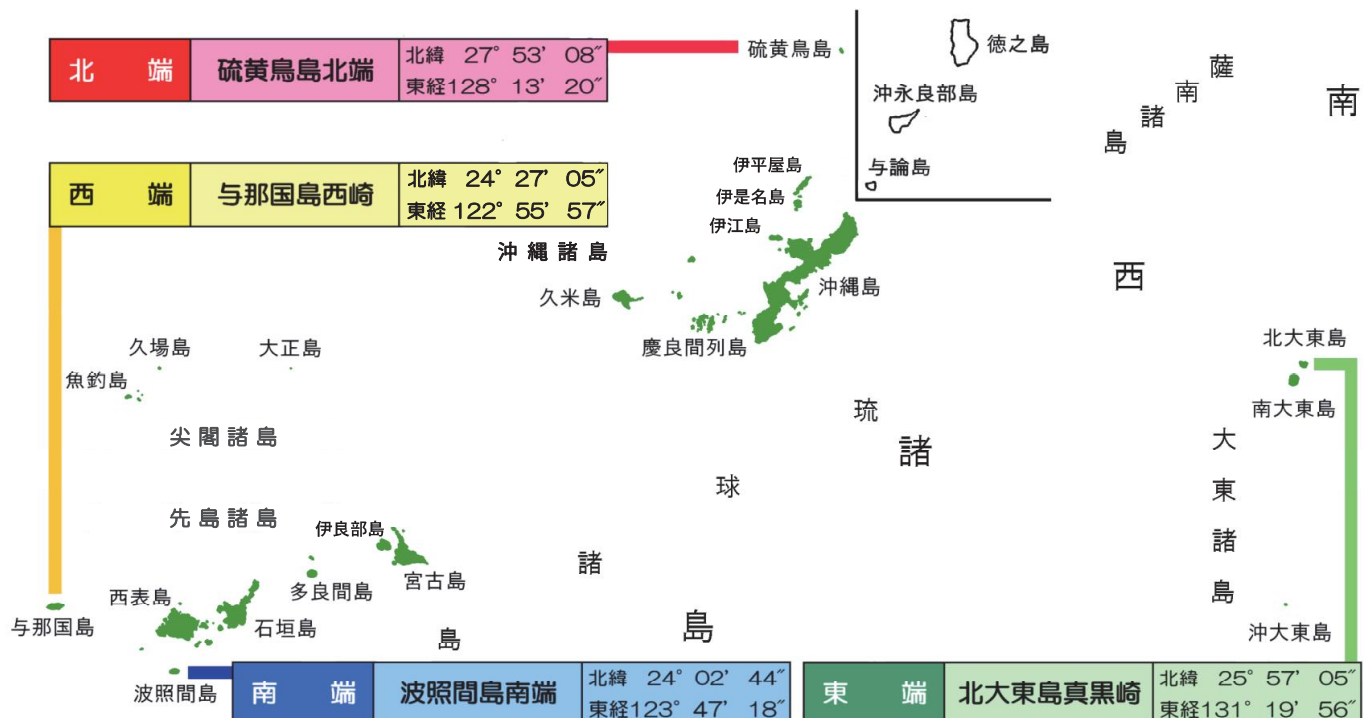 北端 硫黄鳥島北端 北緯 27° 53' 08"
東経128° 13' 20"
硫黄鳥島
徳之島
沖永良部島
与論島
薩南諸島
南西諸島
西端 与那国島西崎 北緯 24° 27' 05"
東経 122° 55' 57"
沖縄諸島
伊平屋島
伊是名島
伊江島
沖縄島
久米島
慶良間列島
久場島
大正島
魚釣島
尖閣諸島
先島諸島
琉球諸島
北大東島
南大東島
大東諸島
沖大東島
伊良部島
宮古島
多良間島
西表島
石垣島
与那国島
波照間島
南端 波照間島南端 北緯 24° 02' 44"
東経123° 47' 18"
東端 北大東島真黒崎 北緯 25° 57' 05"
東経131° 19' 56"